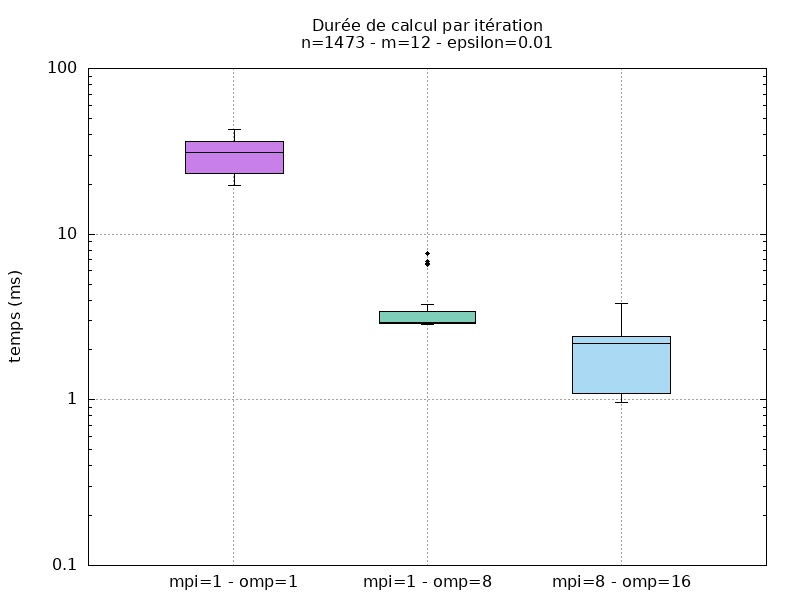 Durée de calcul par itération
n=1473 - m=12 - epsilon=0.01
100
10
1
0.1
temps (ms)
mpi=1 - omp=1
mpi=1 - omp=8
mpi=8 - omp=16